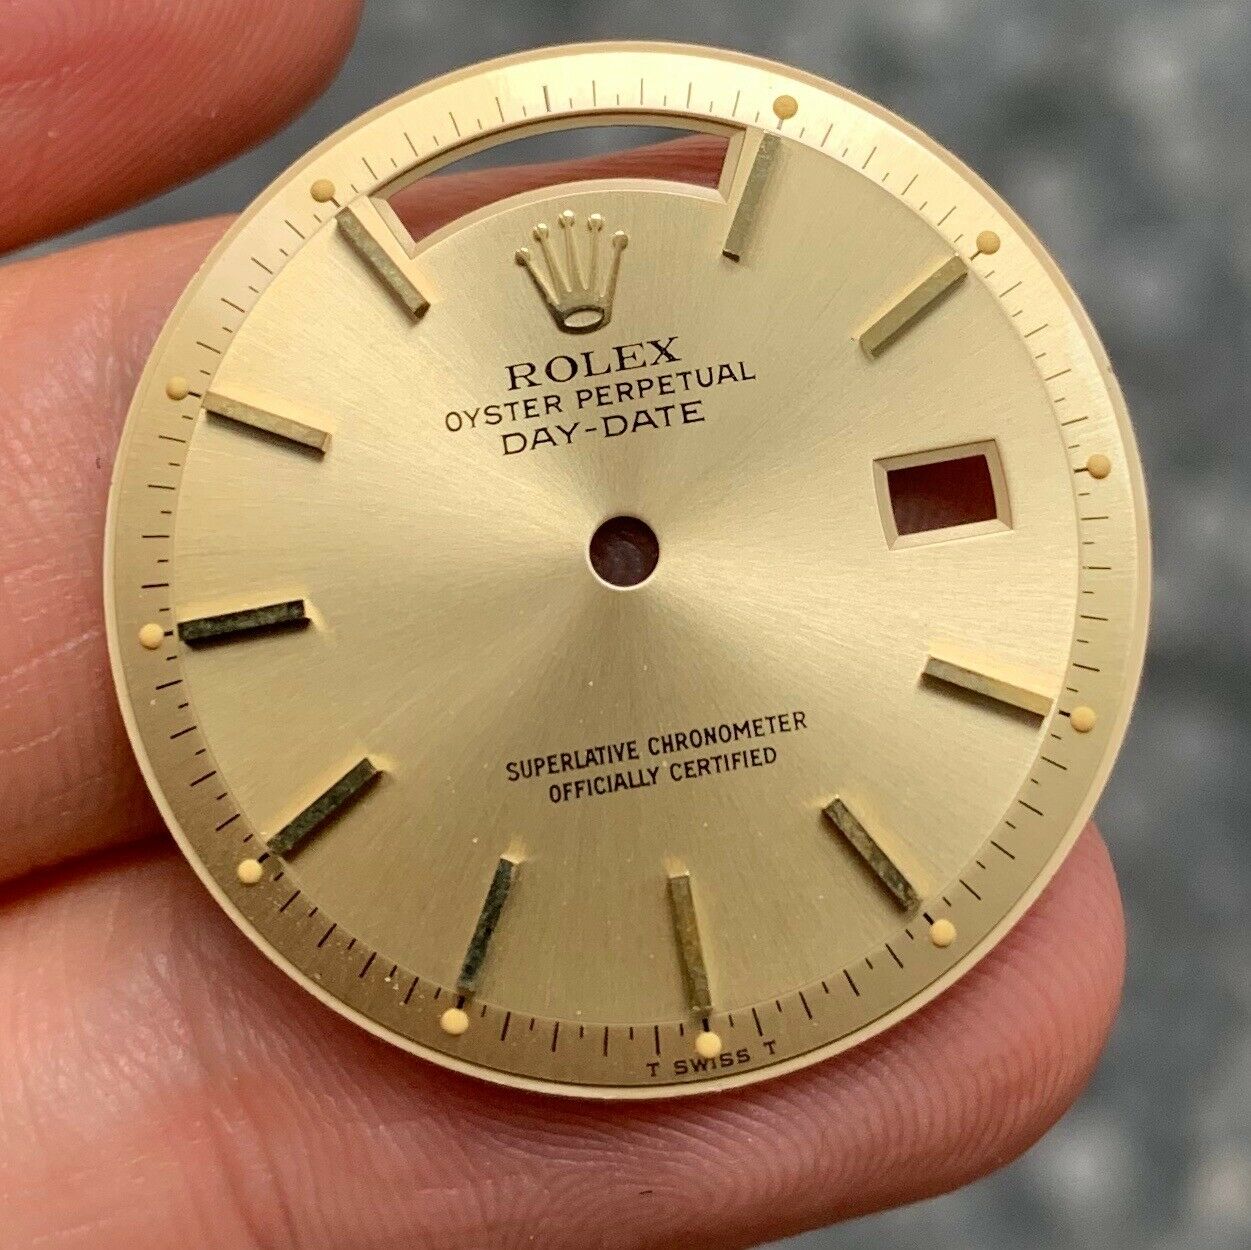 ROLEX
OYSTER PERPETUAL
DAY-DATE
SUPERLATIVE CHRONOMETER
OFFICIALLY CERTIFIED
T SWISS T